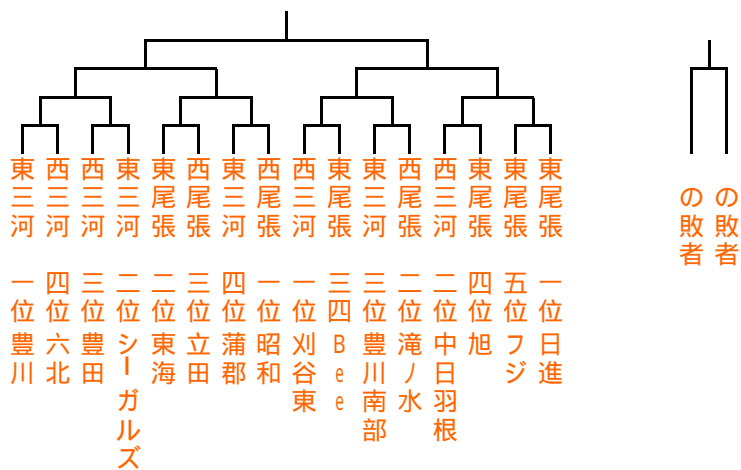 東三河 一位豊川
西三河 四位六北
西三河 三位豊田
東三河 二位シーガルズ
東尾張 二位東海
西尾張 三位立田
東三河 四位蒲郡
西尾張 一位昭和
西三河 一位刈谷東
東尾張 三四Bee
東三河 三位豊川南部
西尾張 二位滝ノ水
西三河 二位中日羽根
東尾張 四位旭
東尾張 五位フジ
東尾張 一位日進
の敗者
の敗者